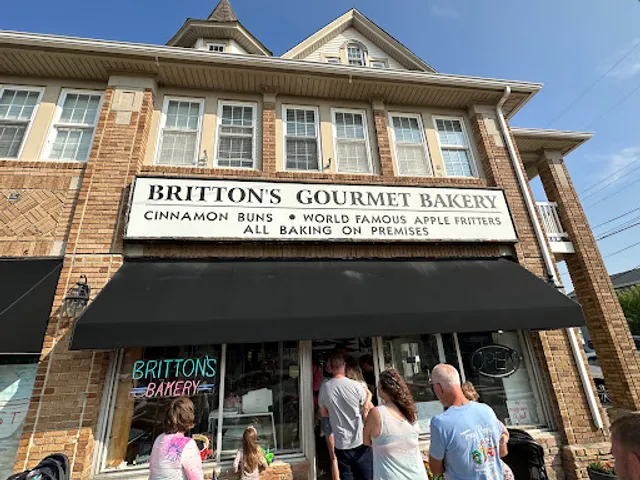 BRITTON'S GOURMET BAKERY
CINNAMON BUNS • WORLD FAMOUS APPLE FRITTERS
ALL BAKING ON PREMISES
BRITTON'S
BAKERY
OPEN